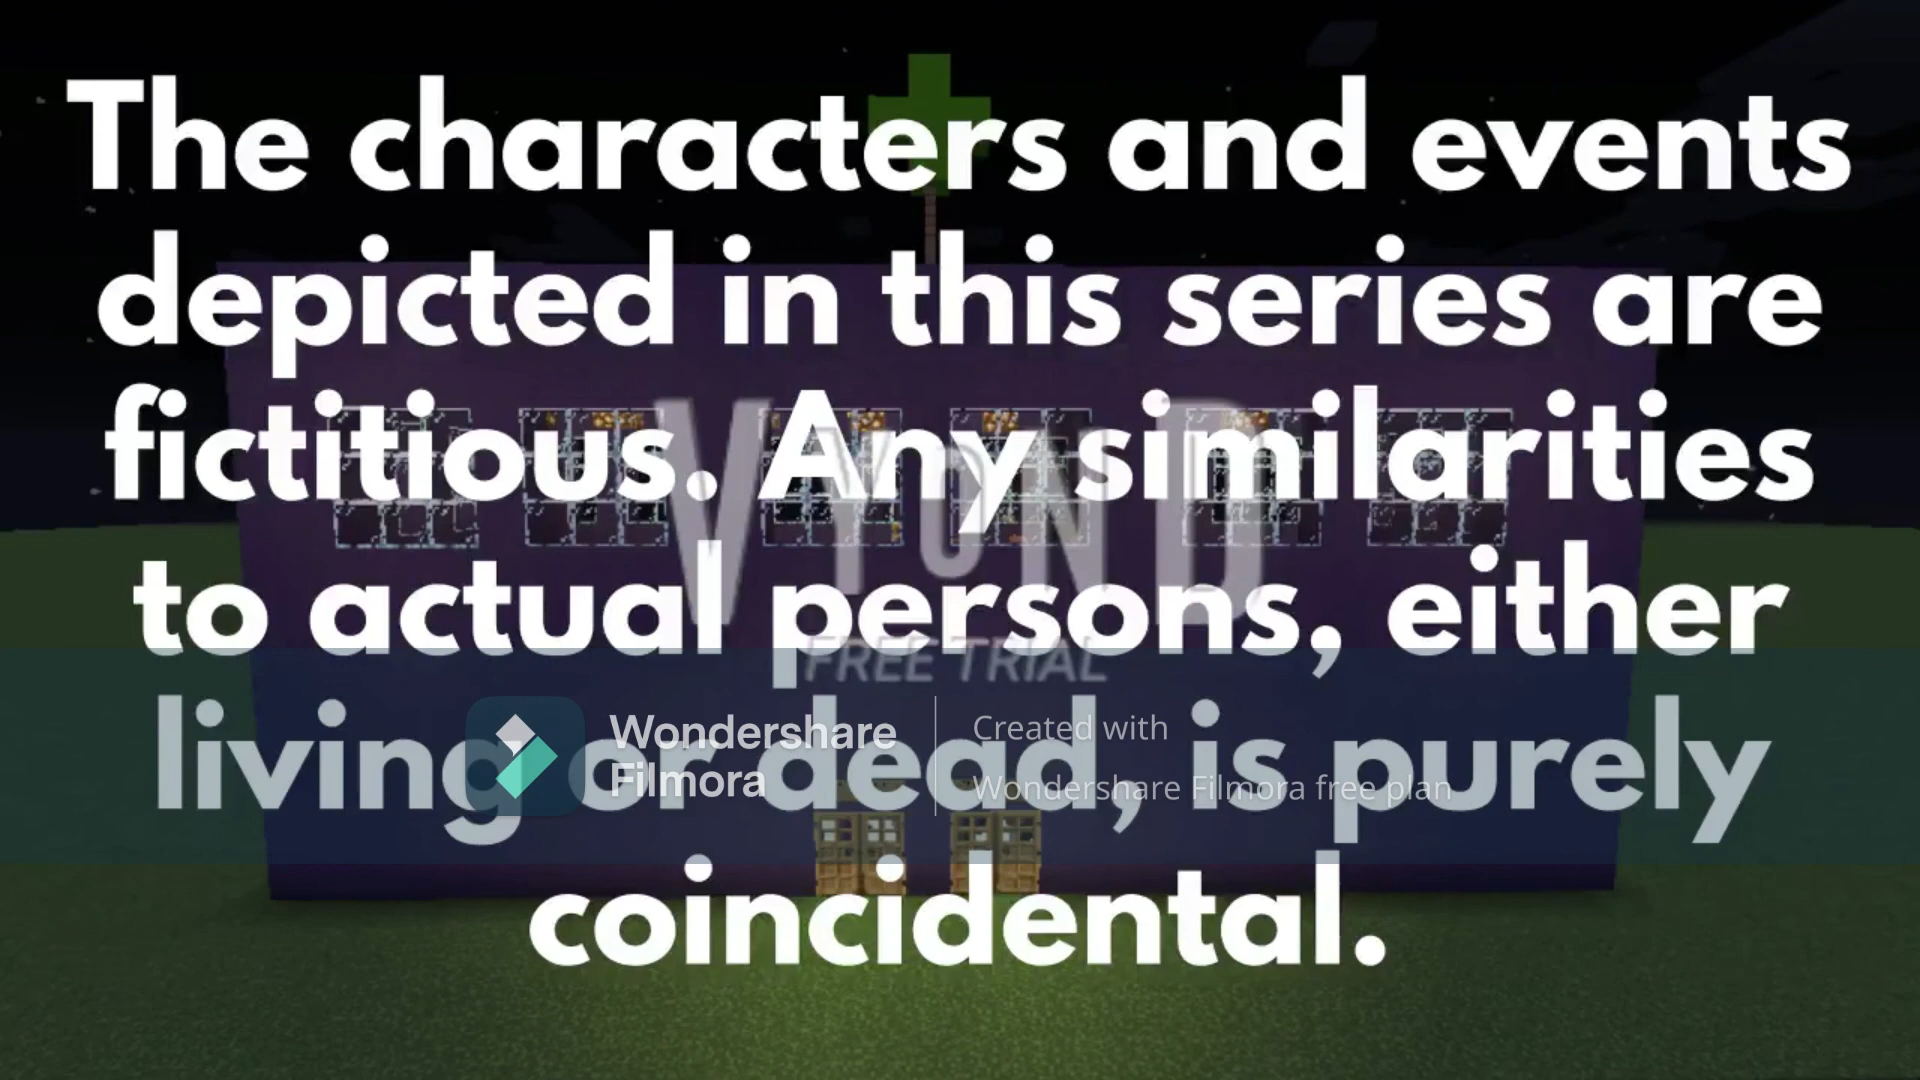 The characters and events
depicted in this series are
fictitious. Any similarities
VYOND
to actual persons, either
FREE TRIAL
living or dead, is purely
Wondershare
Filmora
Created with
Wondershare Filmora free plan
coincidental.